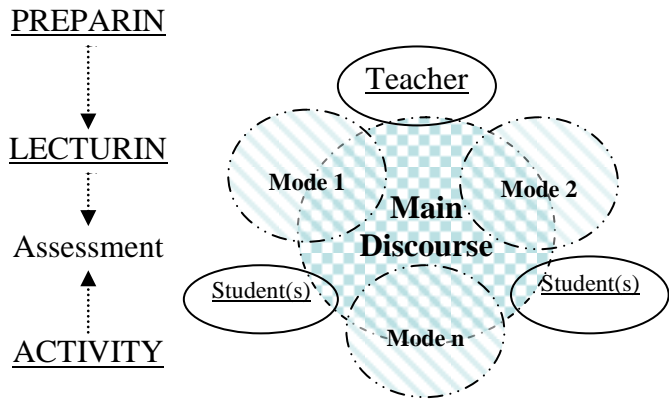 PREPARIN
LECTURIN
Assessment
ACTIVITY
Teacher
Mode 1
Mode 2
Main
Discourse
Student(s)
Student(s)
Mode n